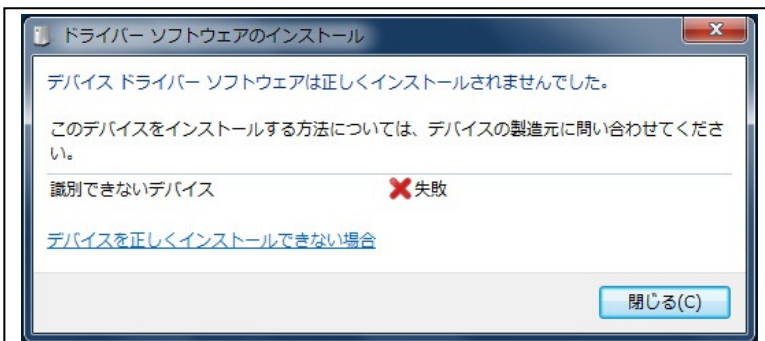 ドライバー ソフトウェアのインストール
デバイス ドライバー ソフトウェアは正しくインストールされませんでした。
このデバイスをインストールする方法については、デバイスの製造元に問い合わせてくださ
い。
識別できないデバイス 失敗
デバイスを正しくインストールできない場合
閉じる(C)